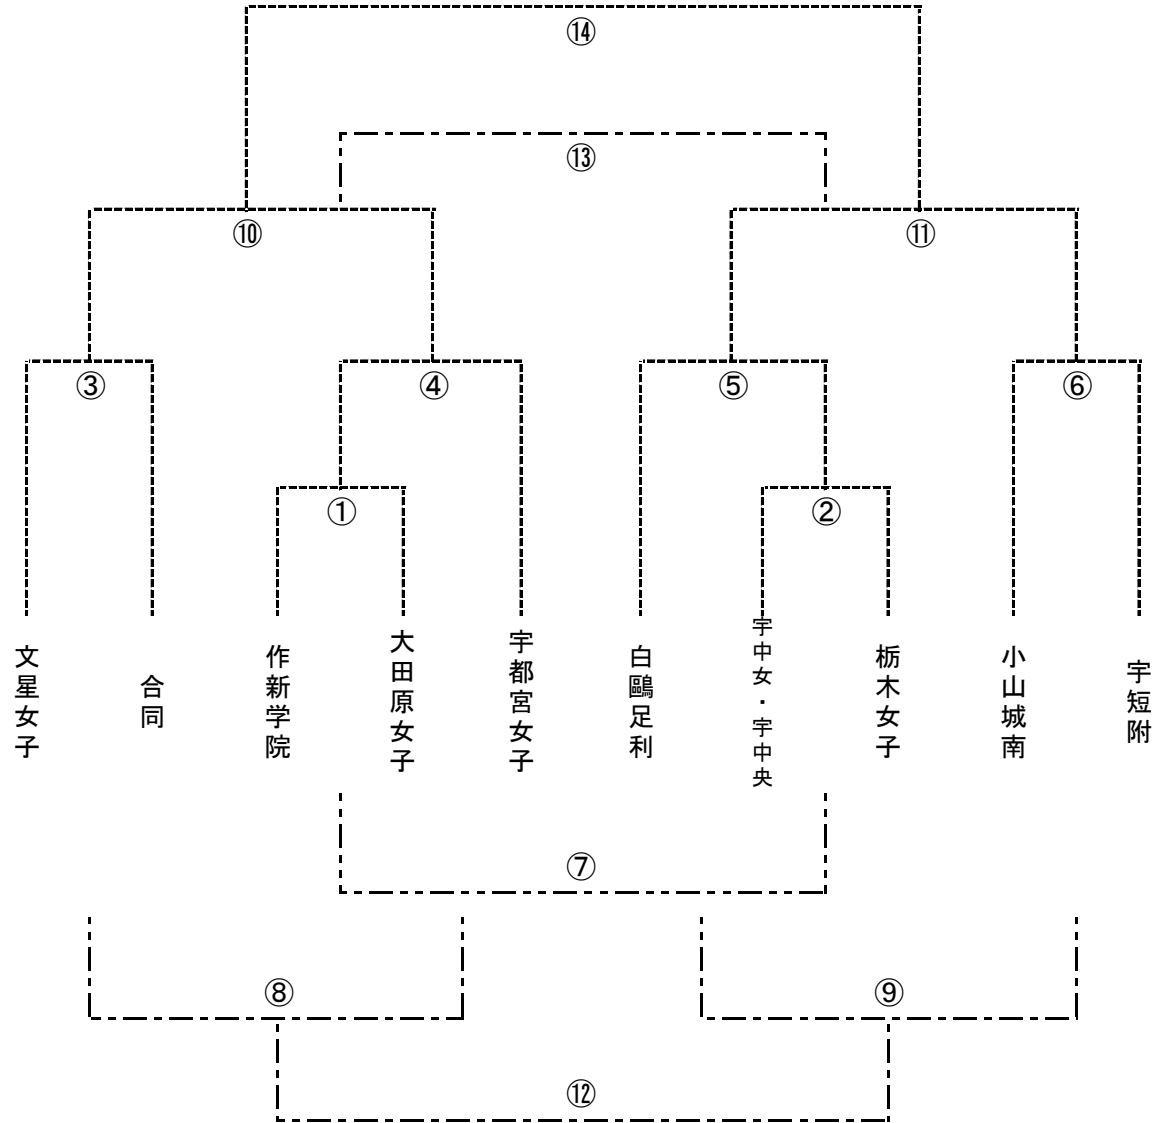 ⑭
⑬
⑩
⑪
③
④
⑤
⑥
①
②
文星女子
合同
作新学院
大田原女子
宇都宮女子
白鷗足利
宇中女・宇中央
栃木女子
小山城南
宇短附
⑦
⑧
⑨
⑫